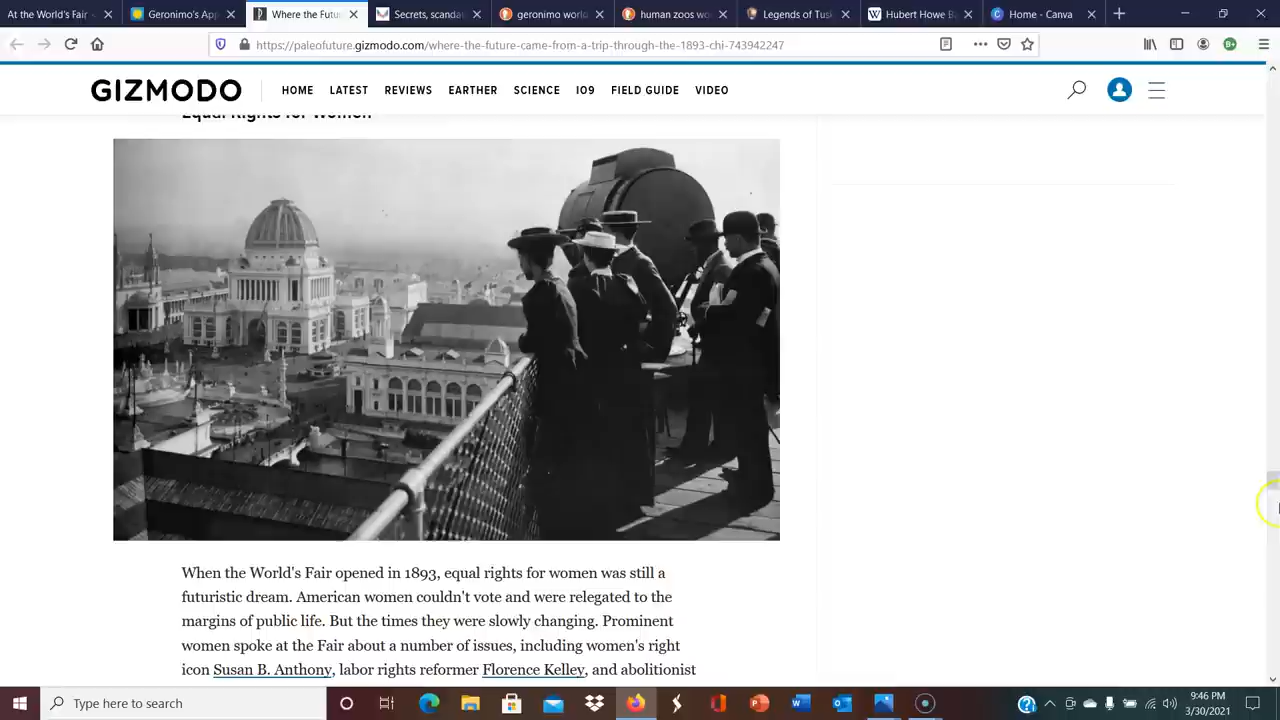 At the World's Fair
Geronimo's App
Where the Futu
Secrets, scanda
geronimo world
human zoos wo
Legends of Tus
Hubert Howe B
Home - Canva
https://paleofuture.gizmodo.com/where-the-future-came-from-a-trip-through-the-1893-chi-743942247
GIZMODO
HOME
LATEST
REVIEWS
EARTHER
SCIENCE
IO9
FIELD GUIDE
VIDEO
Equal Rights for Women
When the World's Fair opened in 1893, equal rights for women was still a
futuristic dream. American women couldn't vote and were relegated to the
margins of public life. But the times they were slowly changing. Prominent
women spoke at the Fair about a number of issues, including women's right
icon Susan B. Anthony, labor rights reformer Florence Kelley, and abolitionist
Type here to search
9:46 PM
3/30/2021